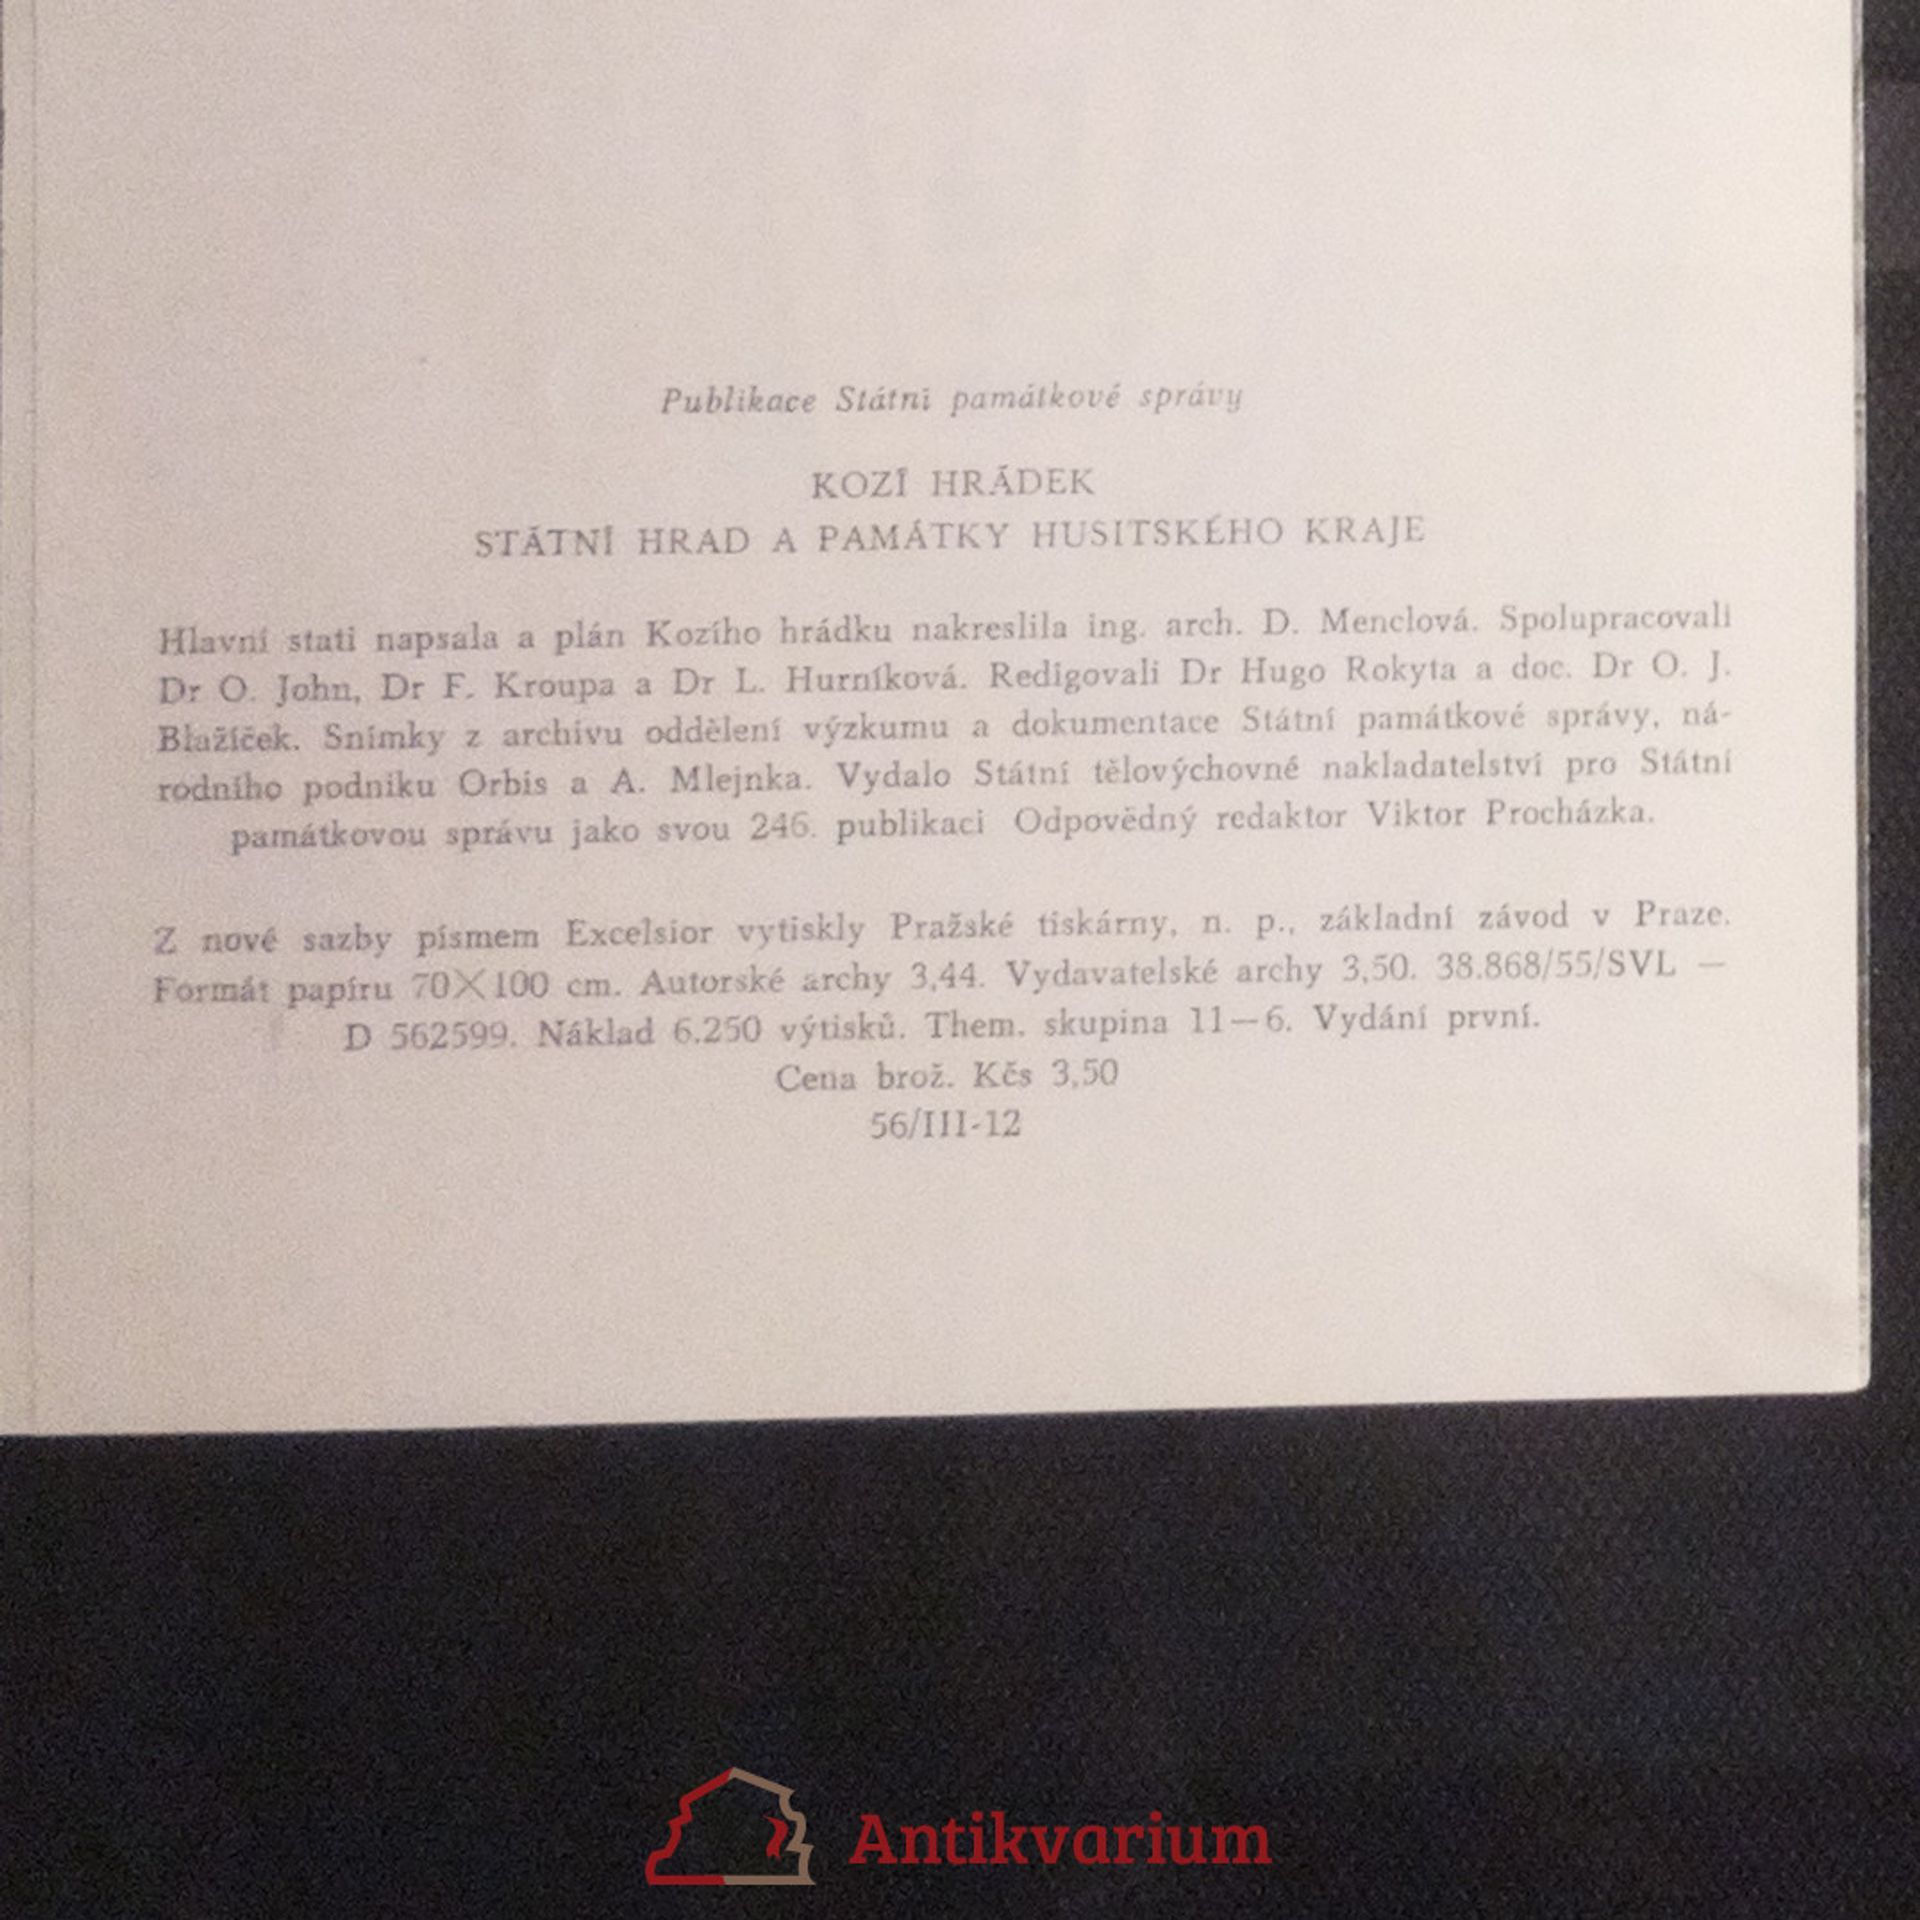 Publikace Státní památkové správy
KOZÍ HRÁDEK
STÁTNÍ HRAD A PAMÁTKY HUSITSKÉHO KRAJE
Hlavní stati napsala a plán Kozího hrádku nakreslila ing. arch. D. Menclová. Spolupracovali
Dr O. John, Dr F. Kroupa a Dr L. Hurníková. Redigovali Dr Hugo Rokyta a doc. Dr O. J.
Blažíček. Snímky z archivu oddělení výzkumu a dokumentace Státní památkové správy, ná-
rodního podniku Orbis a A. Mlejnka. Vydalo Státní tělovýchovné nakladatelství pro Státní
památkovou správu jako svou 246. publikaci Odpovědný redaktor Viktor Procházka.
Z nové sazby písmem Excelsior vytiskly Pražské tiskárny, n. p., základní závod v Praze.
Formát papíru 70×100 cm. Autorské archy 3,44. Vydavatelské archy 3,50. 38.868/55/SVL —
D 562599. Náklad 6.250 výtisků. Them. skupina 11—6. Vydání první.
Cena brož. Kčs 3,50
56/III-12
Antikvarium